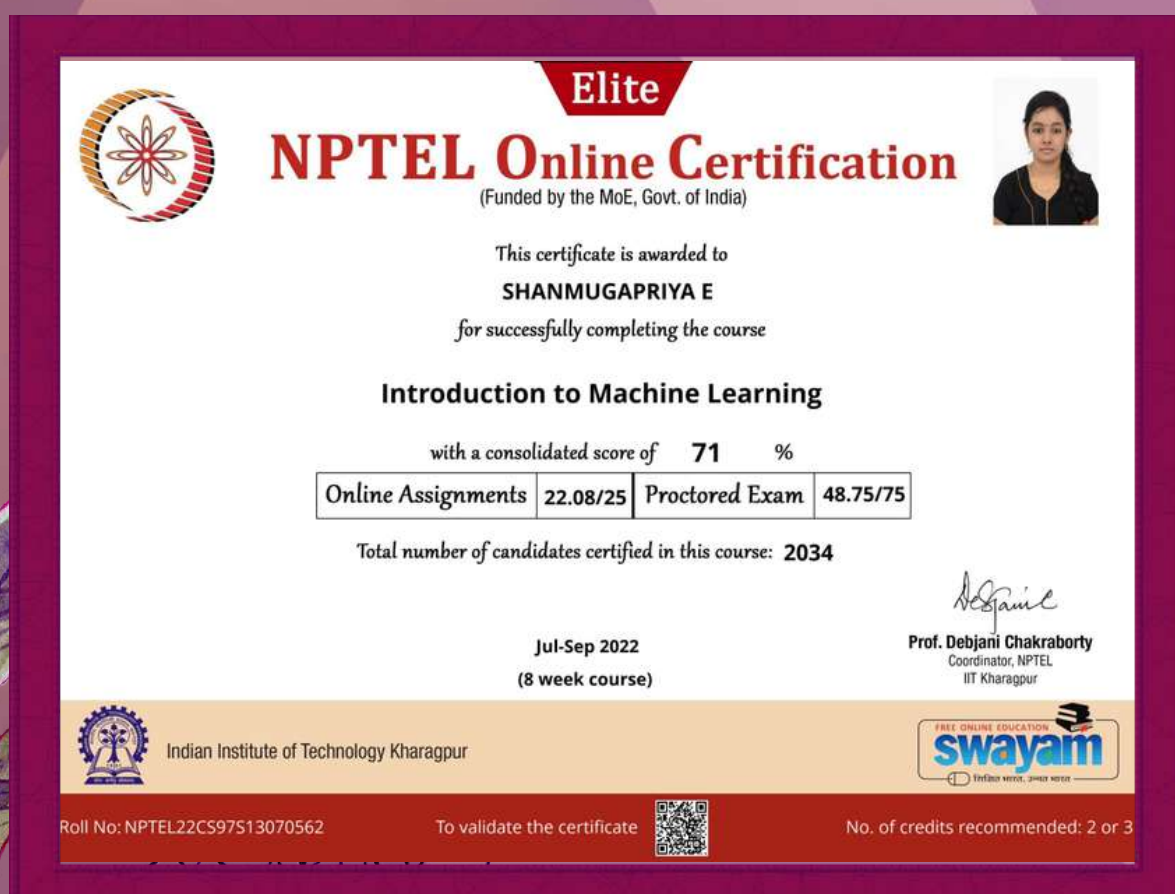 Elite
NPTEL Online Certification
(Funded by the MoE, Govt. of India)
This certificate is awarded to
SHANMUGAPRIYA E
for successfully completing the course
Introduction to Machine Learning
with a consolidated score of 71 %
Online Assignments 22.08/25 Proctored Exam 48.75/75
Total number of candidates certified in this course: 2034
Jul-Sep 2022
(8 week course)
Prof. Debjani Chakraborty
Coordinator, NPTEL
IIT Kharagpur
Indian Institute of Technology Kharagpur
FREE ONLINE EDUCATION
swayam
शिक्षित भारत, उन्नत भारत
Roll No: NPTEL22CS97S13070562
To validate the certificate
No. of credits recommended: 2 or 3